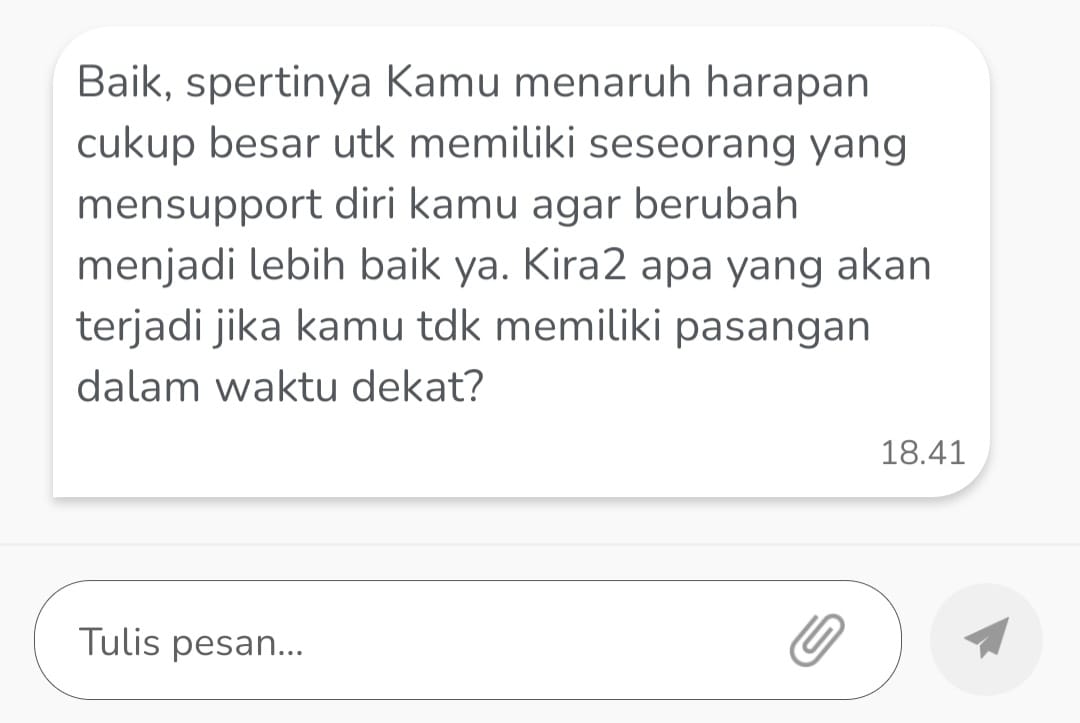 Baik, spertinya Kamu menaruh harapan
cukup besar utk memiliki seseorang yang
mensupport diri kamu agar berubah
menjadi lebih baik ya. Kira2 apa yang akan
terjadi jika kamu tdk memiliki pasangan
dalam waktu dekat?
18.41
Tulis pesan...